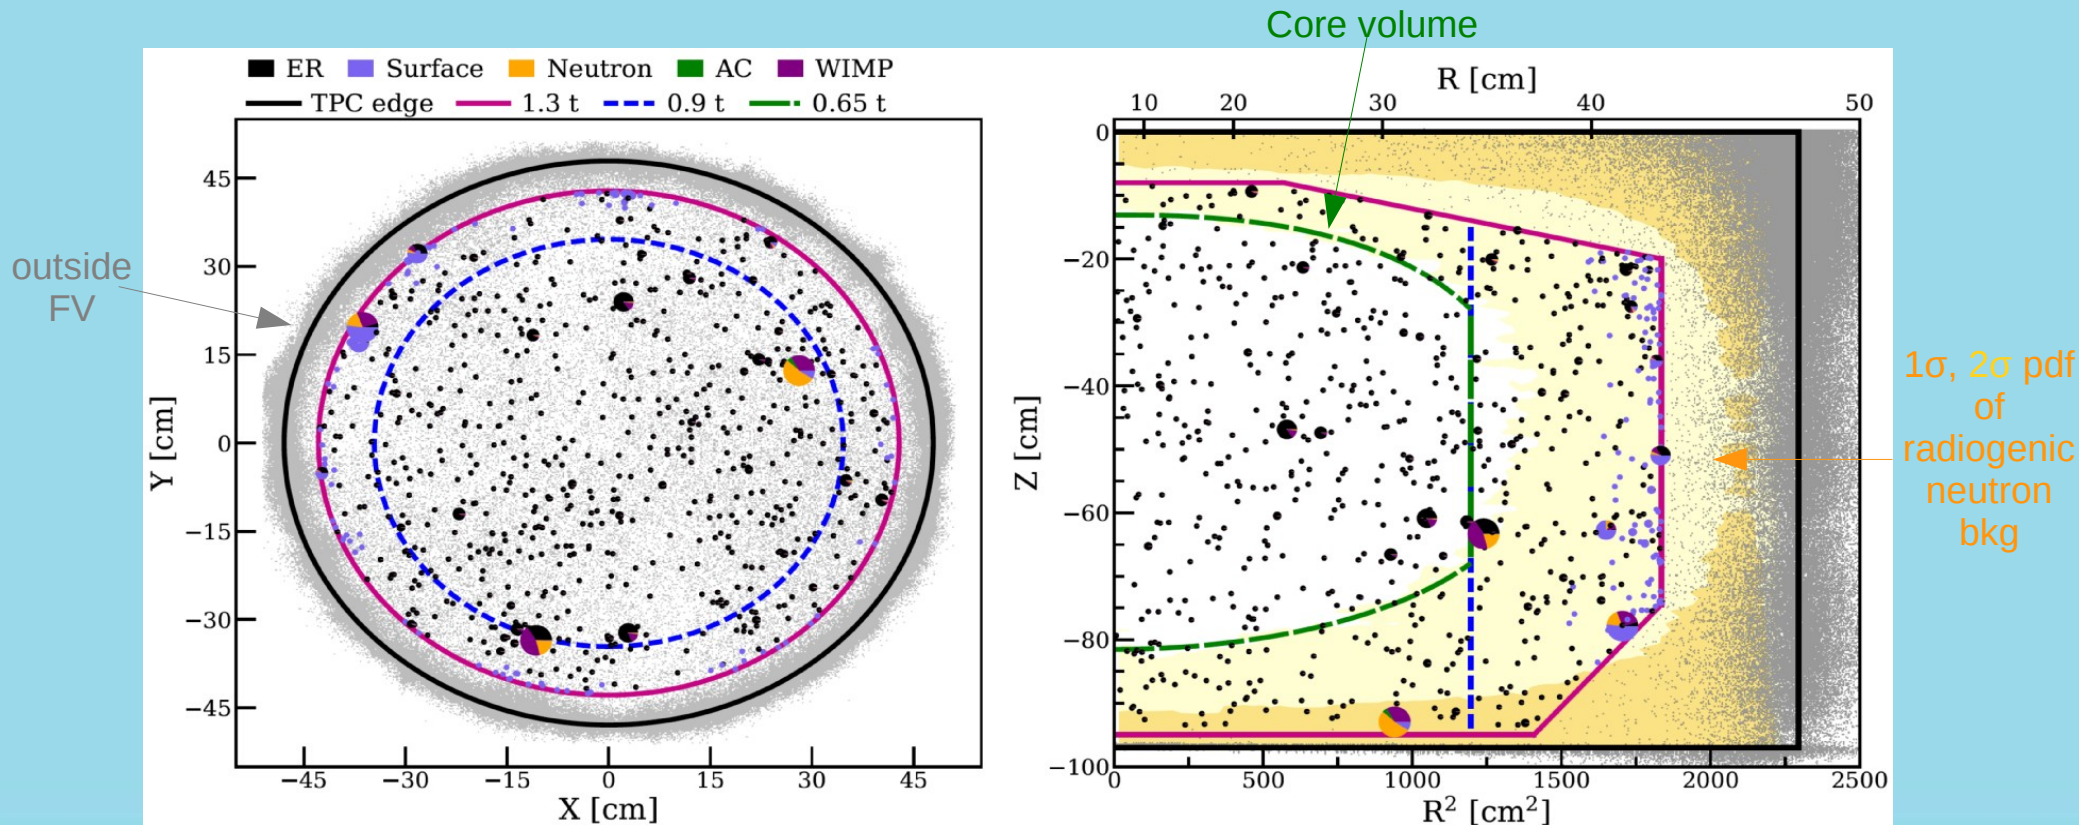 Core volume
ER Surface Neutron AC WIMP
TPC edge 1.3 t 0.9 t 0.65 t
outside
FV
45
30
15
0
−15
−30
−45
Y [cm]
−45 −30 −15 0 15 30 45
X [cm]
R [cm]
10 20 30 40 50
0
−20
−40
−60
−80
−100
Z [cm]
0 500 1000 1500 2000 2500
R² [cm²]
1σ, 2σ pdf
of
radiogenic
neutron
bkg